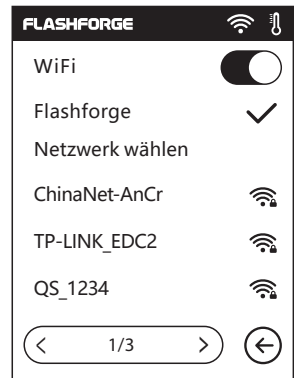 FLASHFORGE
WiFi
Flashforge
Netzwerk wählen
ChinaNet-AnCr
TP-LINK_EDC2
QS_1234
1/3